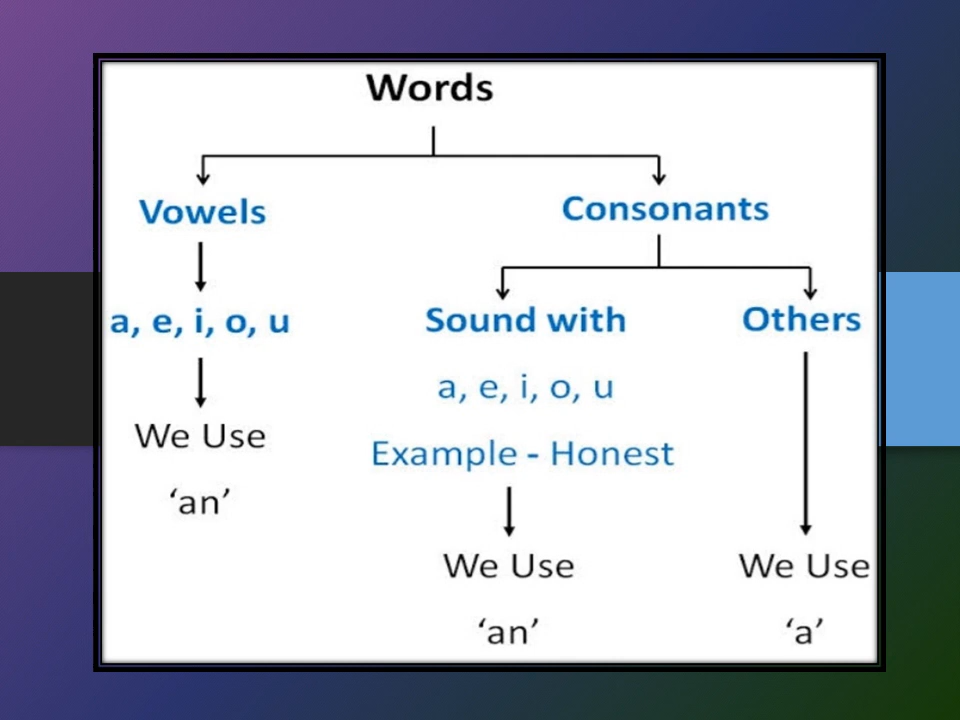 Words
Vowels
Consonants
a, e, i, o, u
Sound with
Others
a, e, i, o, u
We Use
Example - Honest
‘an’
We Use
We Use
‘an’
‘a’